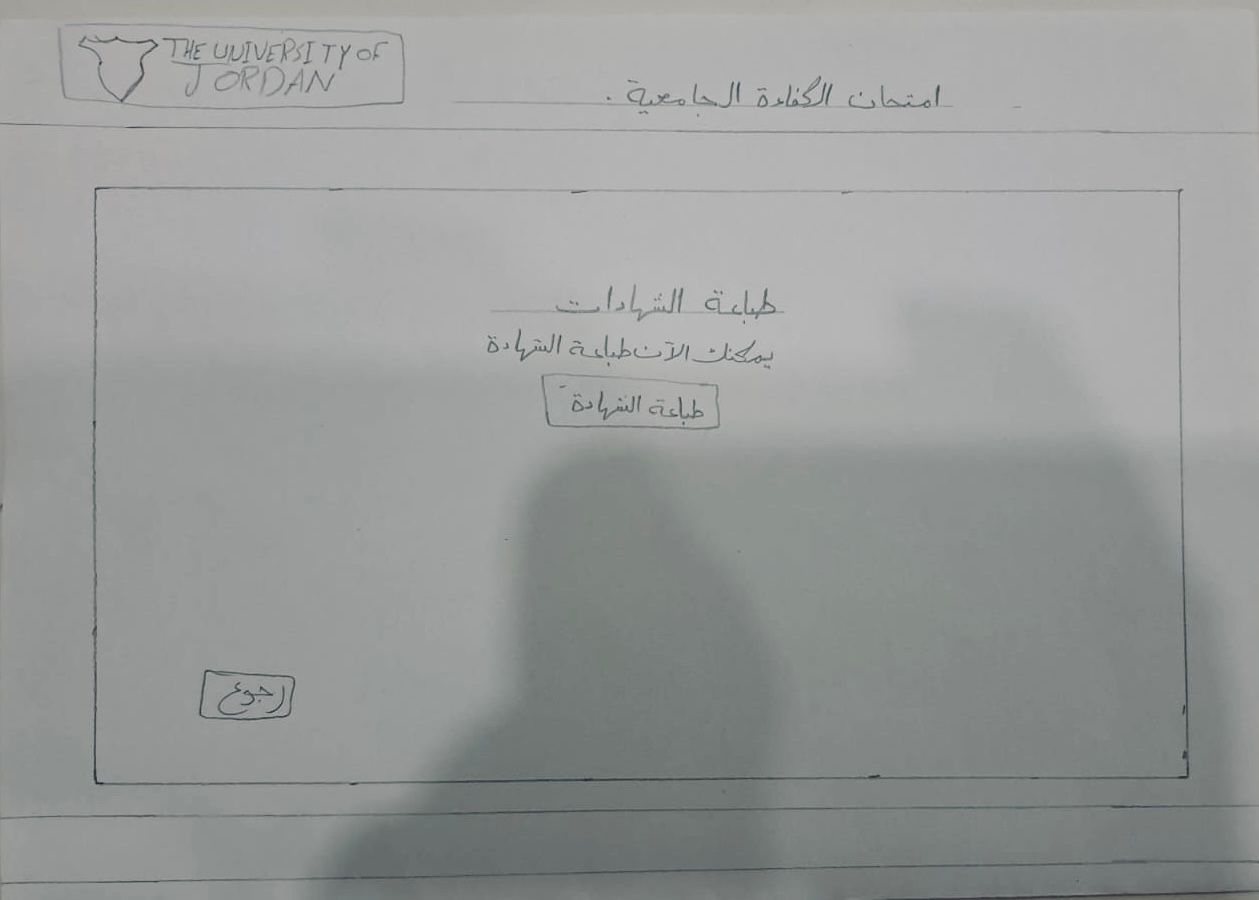 THE UNIVERSITY OF
JORDAN
امتحان الكفاءة الجامعية .
طباعة الشهادات
يمكنك الآن طباعة الشهادة
طباعة الشهادة
رجوع